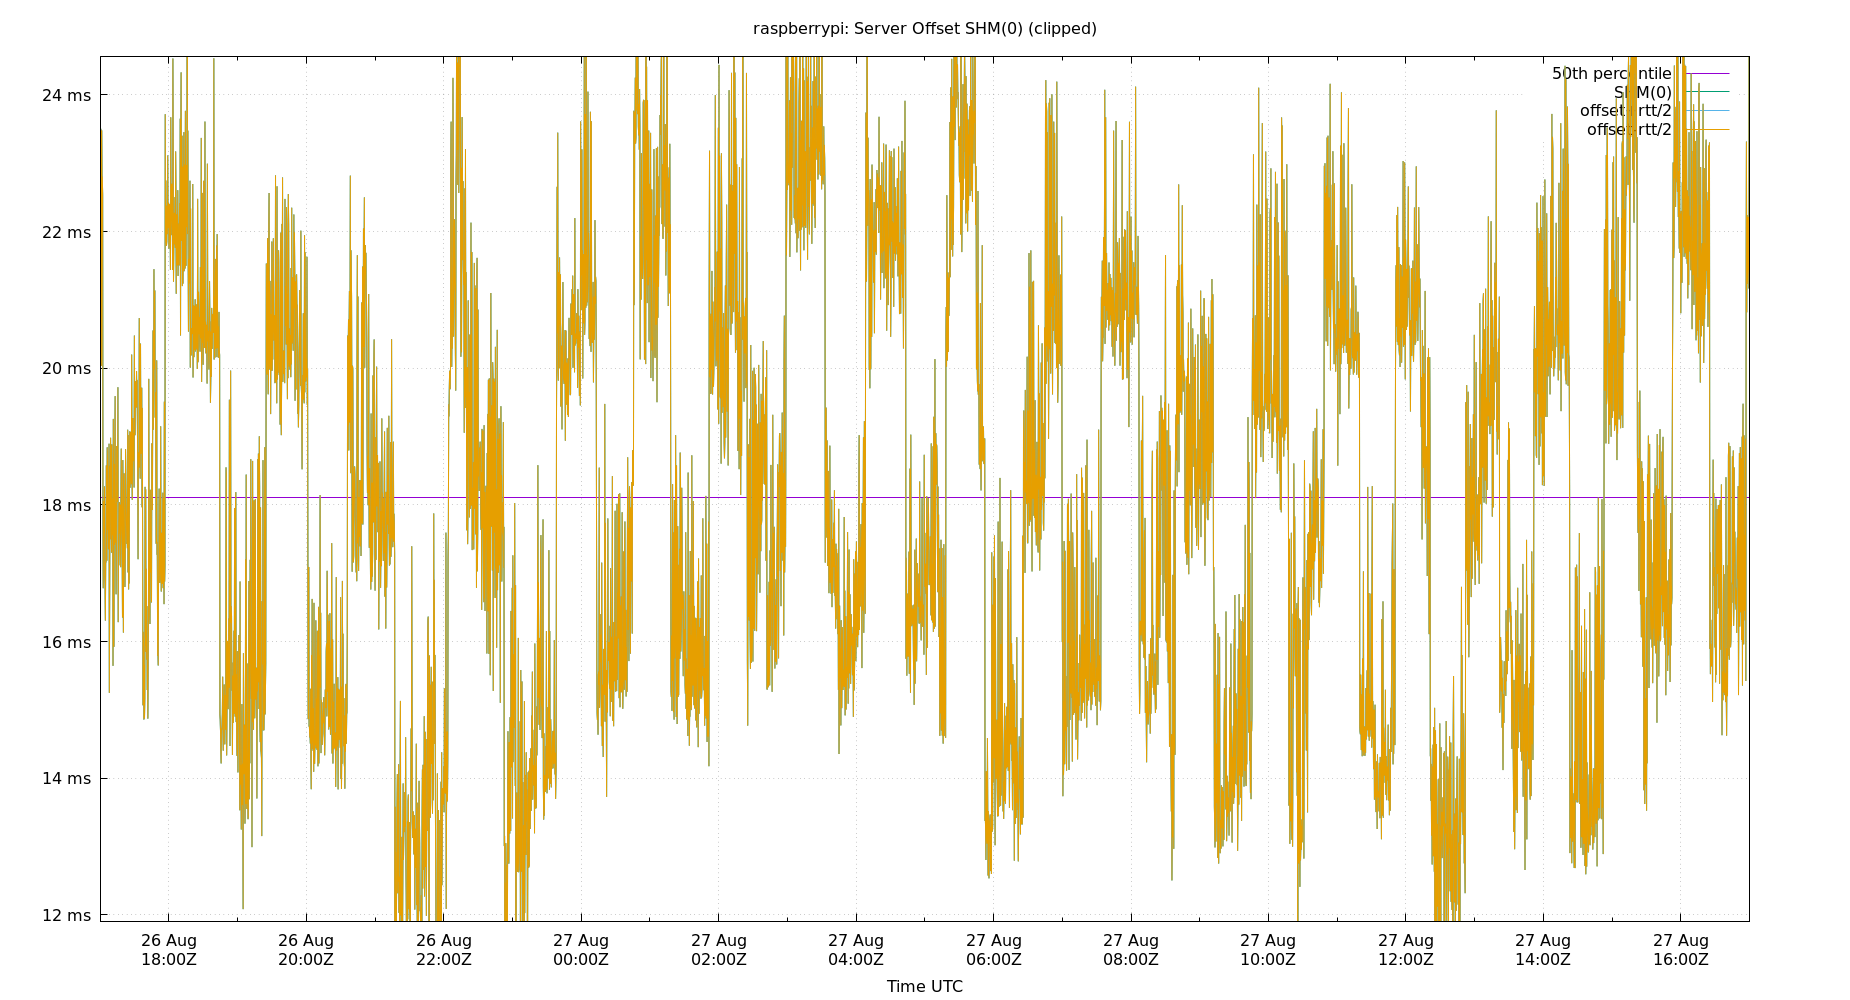 raspberrypi: Server Offset SHM(0) (clipped)
50th percentile
SHM(0)
offset+rtt/2
offset-rtt/2
24 ms
22 ms
20 ms
18 ms
16 ms
14 ms
12 ms
26 Aug 26 Aug 26 Aug 27 Aug 27 Aug 27 Aug 27 Aug 27 Aug 27 Aug 27 Aug 27 Aug 27 Aug
18:00Z 20:00Z 22:00Z 00:00Z 02:00Z 04:00Z 06:00Z 08:00Z 10:00Z 12:00Z 14:00Z 16:00Z
Time UTC